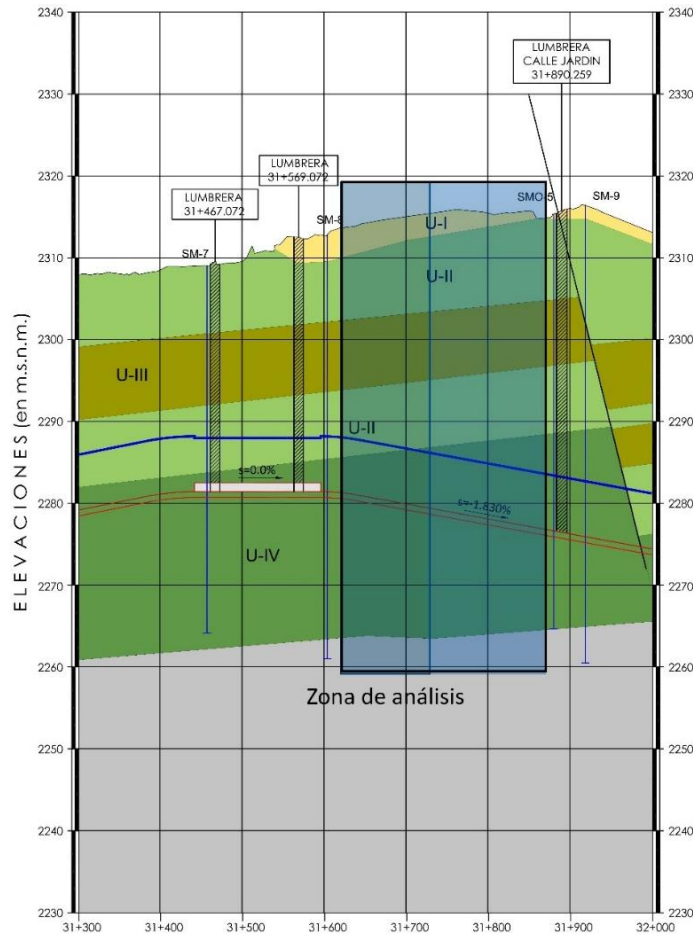 2340
2330
2320
2310
2300
2290
2280
2270
2260
2250
2240
2230
ELEVACIONES (en m.s.n.m.)
LUMBRERA
31+467.072
LUMBRERA
31+569.072
LUMBRERA
CALLE JARDIN
31+890.259
SM-7
SM-8
SMO-5
SM-9
U-I
U-II
U-III
U-II
s=0.0%
s=-1.830%
U-IV
Zona de análisis
2340
2330
2320
2310
2300
2290
2280
2270
2260
2250
2240
2230
31+300
31+400
31+500
31+600
31+700
31+800
31+900
32+000